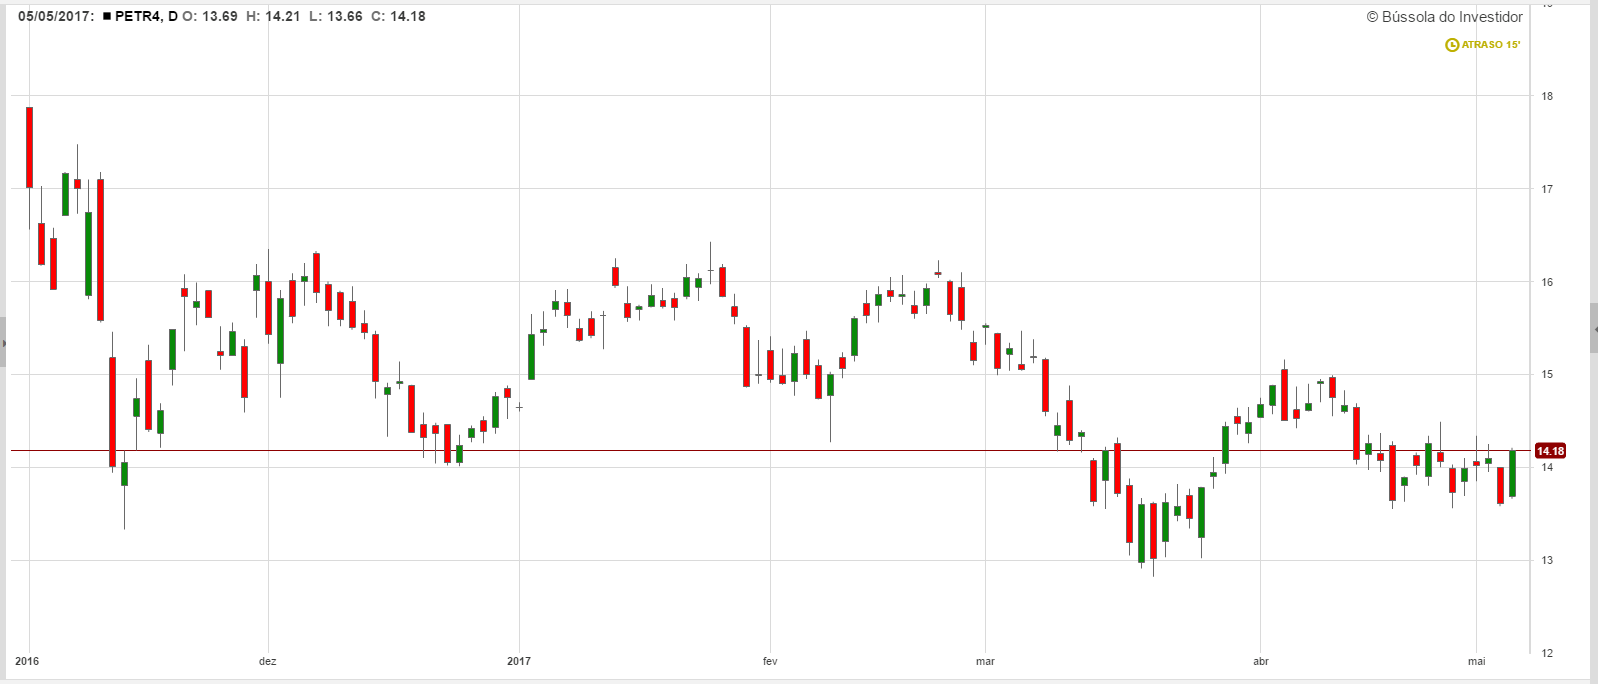 05/05/2017: ■ PETR4, D O: 13.69 H: 14.21 L: 13.66 C: 14.18
© Bússola do Investidor
ATRASO 15'
18
17
16
15
14.18
14
13
12
2016 dez 2017 fev mar abr mai